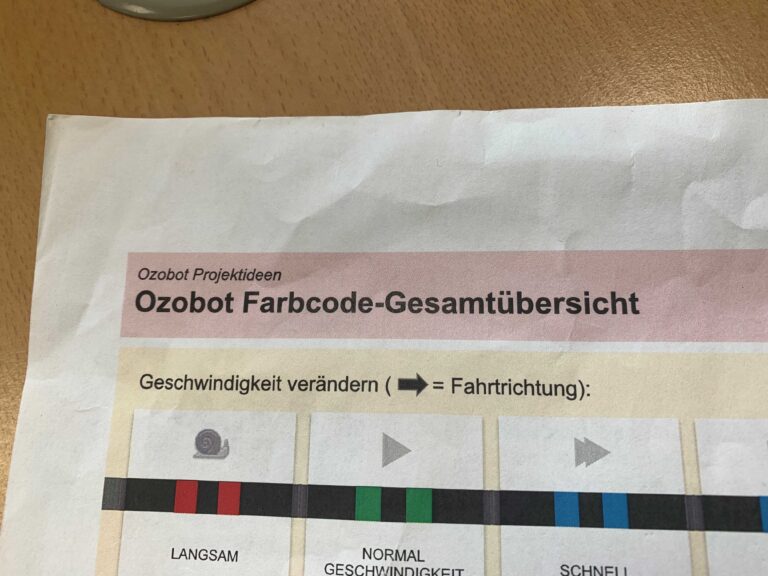 Ozobot Projektideen
Ozobot Farbcode-Gesamtübersicht
Geschwindigkeit verändern ( = Fahrtrichtung):
LANGSAM
NORMAL
GESCHWINDIGKEIT
SCHNELL